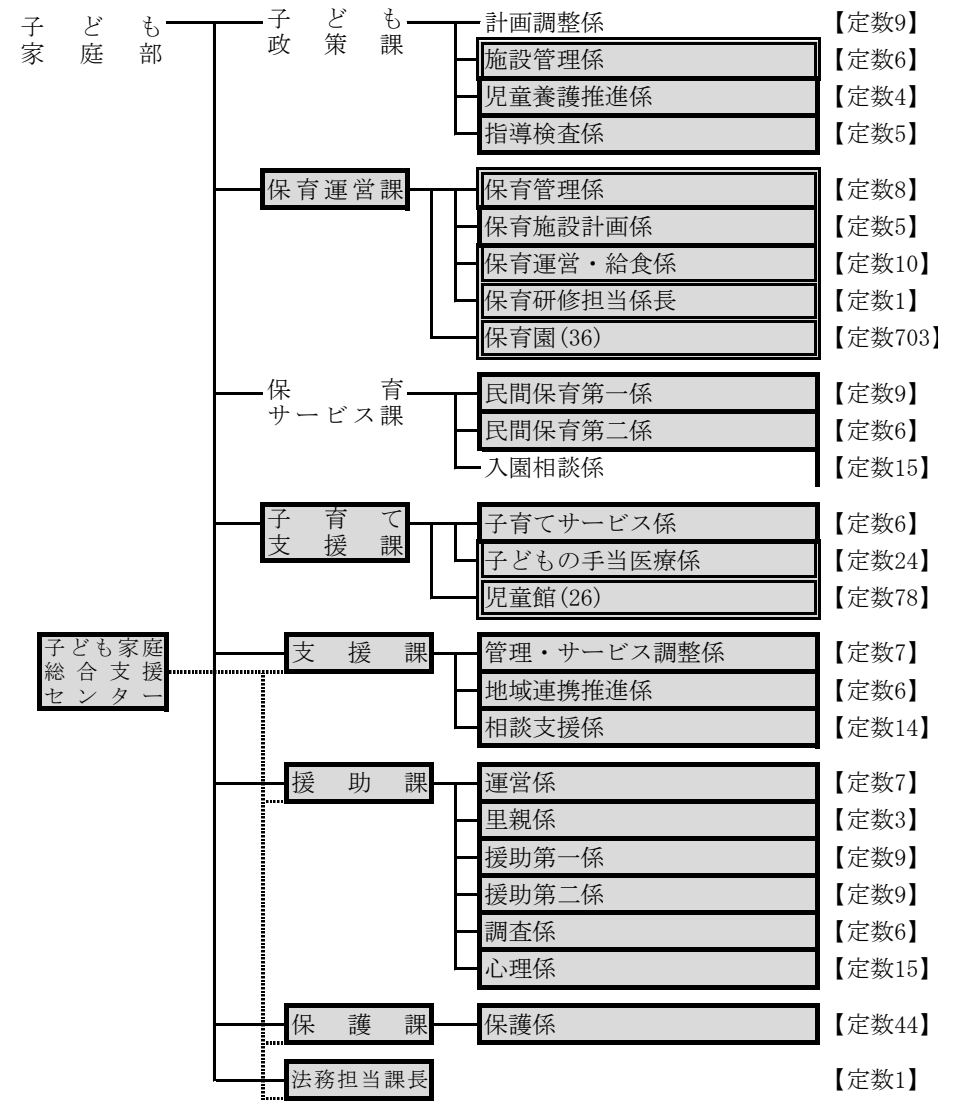 子ども
家庭部
子ども
政策課
計画調整係 【定数9】
施設管理係 【定数6】
児童養護推進係 【定数4】
指導検査係 【定数5】
保育運営課
保育管理係 【定数8】
保育施設計画係 【定数5】
保育運営・給食係 【定数10】
保育研修担当係長 【定数1】
保育園(36) 【定数703】
保育
サービス課
民間保育第一係 【定数9】
民間保育第二係 【定数6】
入園相談係 【定数15】
子育て
支援課
子育てサービス係 【定数6】
子どもの手当医療係 【定数24】
児童館(26) 【定数78】
子ども家庭
総合支援
センター
支援課
管理・サービス調整係 【定数7】
地域連携推進係 【定数6】
相談支援係 【定数14】
援助課
運営係 【定数7】
里親係 【定数3】
援助第一係 【定数9】
援助第二係 【定数9】
調査係 【定数6】
心理係 【定数15】
保護課
保護係 【定数44】
法務担当課長 【定数1】